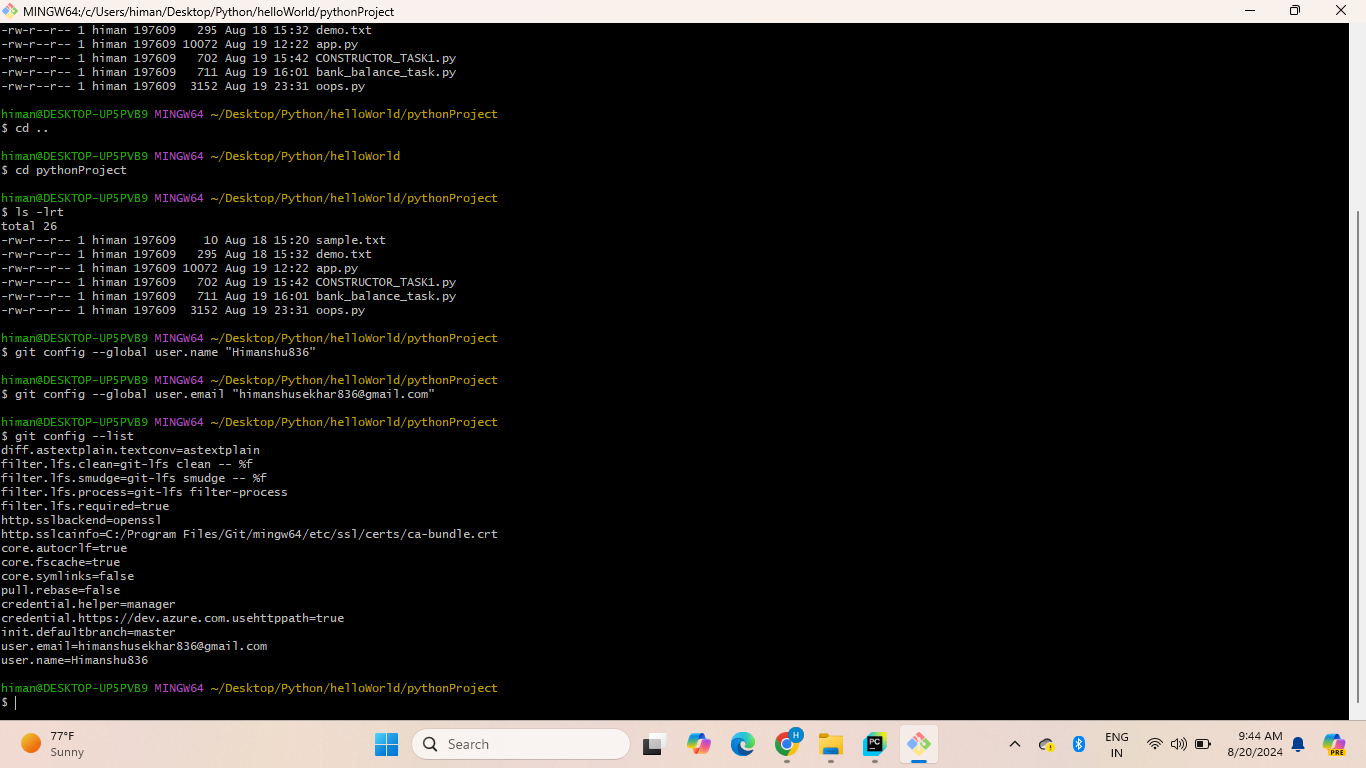 MINGW64:/c/Users/himan/Desktop/Python/helloWorld/pythonProject
-rw-r--r-- 1 himan 197609   295 Aug 18 15:32 demo.txt
-rw-r--r-- 1 himan 197609 10072 Aug 19 12:22 app.py
-rw-r--r-- 1 himan 197609   702 Aug 19 15:42 CONSTRUCTOR_TASK1.py
-rw-r--r-- 1 himan 197609   711 Aug 19 16:01 bank_balance_task.py
-rw-r--r-- 1 himan 197609  3152 Aug 19 23:31 oops.py
himan@DESKTOP-UP5PVB9 MINGW64 ~/Desktop/Python/helloWorld/pythonProject
$ cd ..
himan@DESKTOP-UP5PVB9 MINGW64 ~/Desktop/Python/helloWorld
$ cd pythonProject
himan@DESKTOP-UP5PVB9 MINGW64 ~/Desktop/Python/helloWorld/pythonProject
$ ls -lrt
total 26
-rw-r--r-- 1 himan 197609    10 Aug 18 15:20 sample.txt
-rw-r--r-- 1 himan 197609   295 Aug 18 15:32 demo.txt
-rw-r--r-- 1 himan 197609 10072 Aug 19 12:22 app.py
-rw-r--r-- 1 himan 197609   702 Aug 19 15:42 CONSTRUCTOR_TASK1.py
-rw-r--r-- 1 himan 197609   711 Aug 19 16:01 bank_balance_task.py
-rw-r--r-- 1 himan 197609  3152 Aug 19 23:31 oops.py
himan@DESKTOP-UP5PVB9 MINGW64 ~/Desktop/Python/helloWorld/pythonProject
$ git config --global user.name "Himanshu836"
himan@DESKTOP-UP5PVB9 MINGW64 ~/Desktop/Python/helloWorld/pythonProject
$ git config --global user.email "himanshusekhar836@gmail.com"
himan@DESKTOP-UP5PVB9 MINGW64 ~/Desktop/Python/helloWorld/pythonProject
$ git config --list
diff.astextplain.textconv=astextplain
filter.lfs.clean=git-lfs clean -- %f
filter.lfs.smudge=git-lfs smudge -- %f
filter.lfs.process=git-lfs filter-process
filter.lfs.required=true
http.sslbackend=openssl
http.sslcainfo=C:/Program Files/Git/mingw64/etc/ssl/certs/ca-bundle.crt
core.autocrlf=true
core.fscache=true
core.symlinks=false
pull.rebase=false
credential.helper=manager
credential.https://dev.azure.com.usehttppath=true
init.defaultbranch=master
user.email=himanshusekhar836@gmail.com
user.name=Himanshu836
himan@DESKTOP-UP5PVB9 MINGW64 ~/Desktop/Python/helloWorld/pythonProject
$
77°F
Sunny
Search
H
PC
ENG
IN
9:44 AM
8/20/2024
PRE